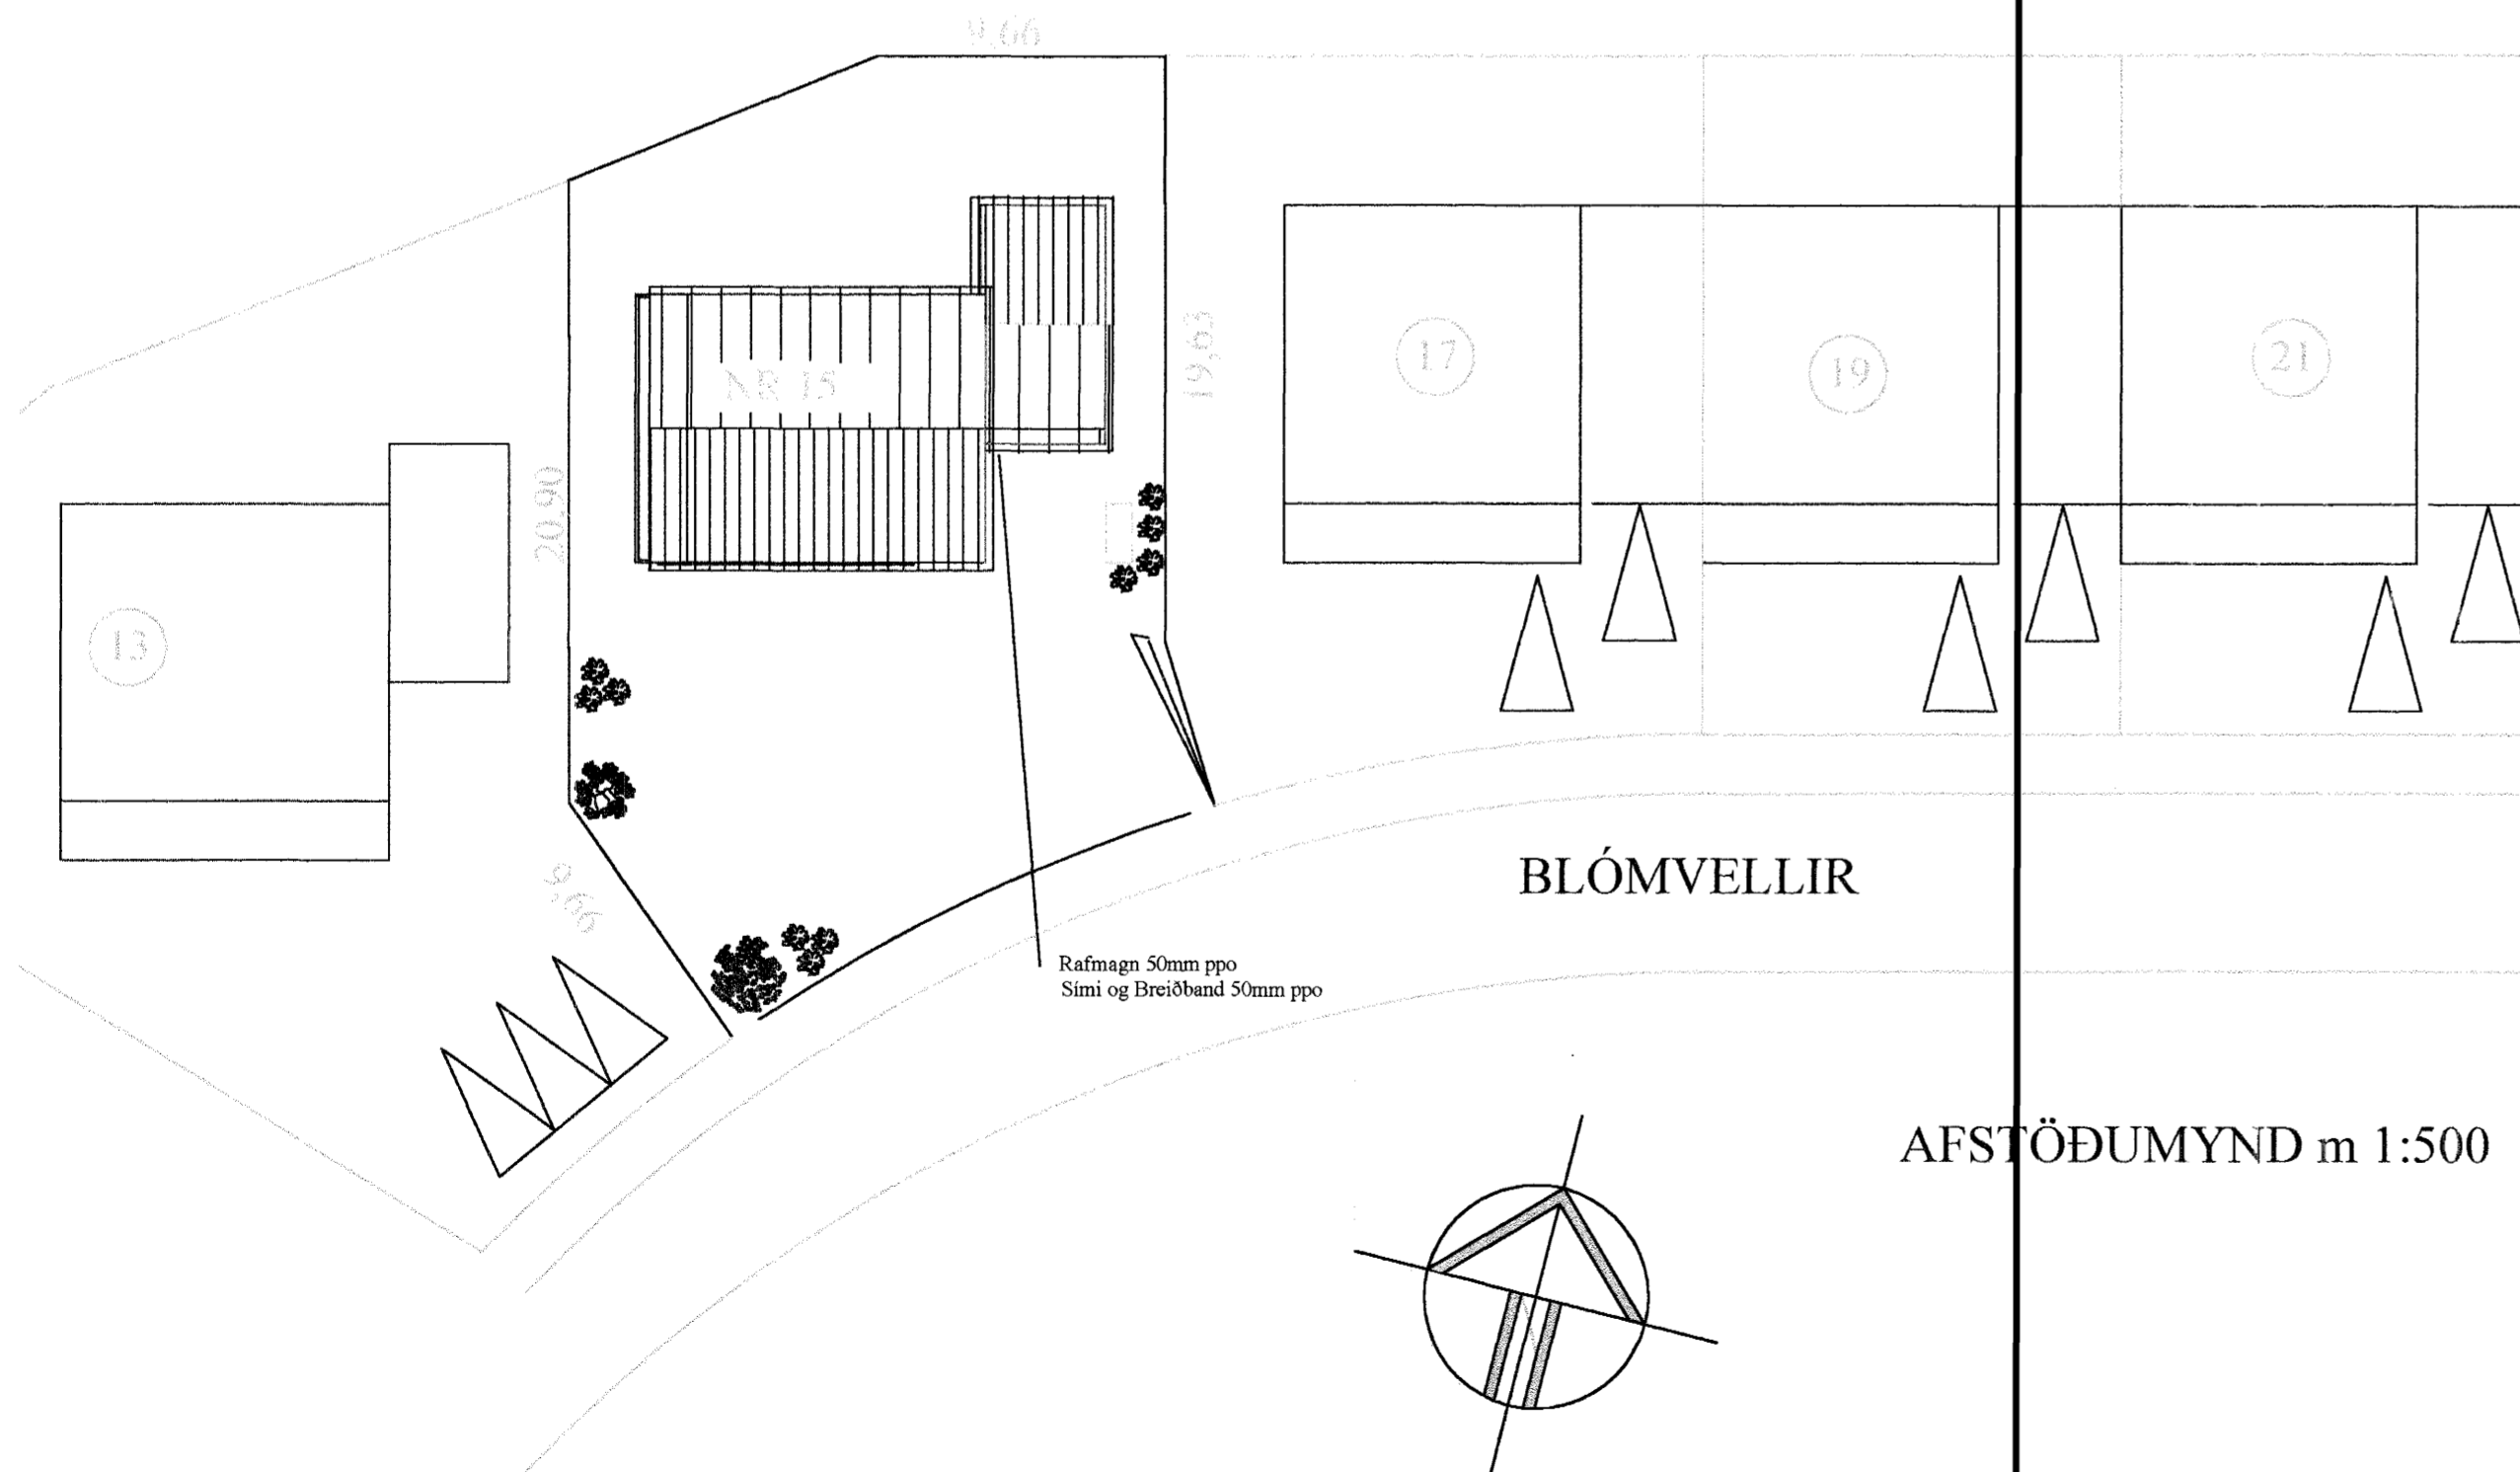 9,66
NR 15
19,63
17
19
21
20,90
13
9,66
BLÓMVELLIR
Rafmagn 50mm ppo
Sími og Breiðband 50mm ppo
AFSTÖÐUMYND m 1:500